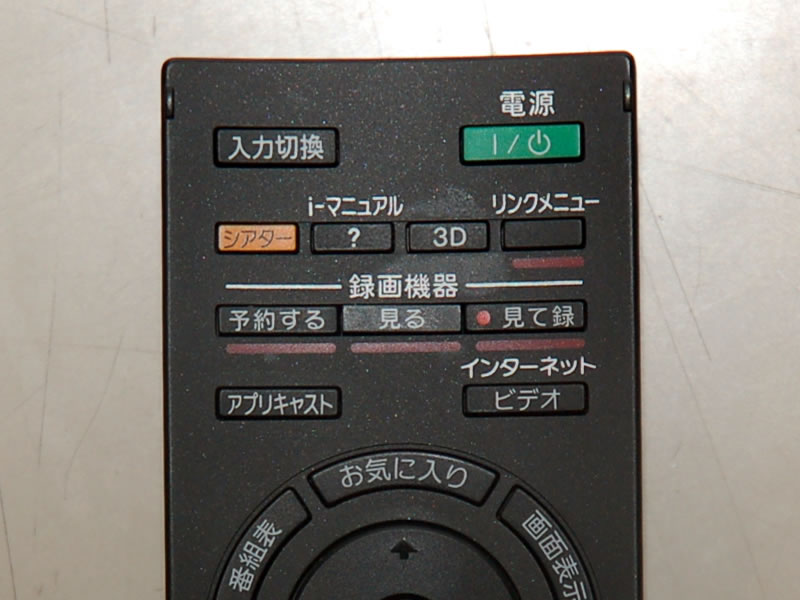 電源
入力切換
I/⏻
i-マニュアル
リンクメニュー
シアター
?
3D
録画機器
予約する
見る
見て録
インターネット
アプリキャスト
ビデオ
お気に入り
番組表
画面表示